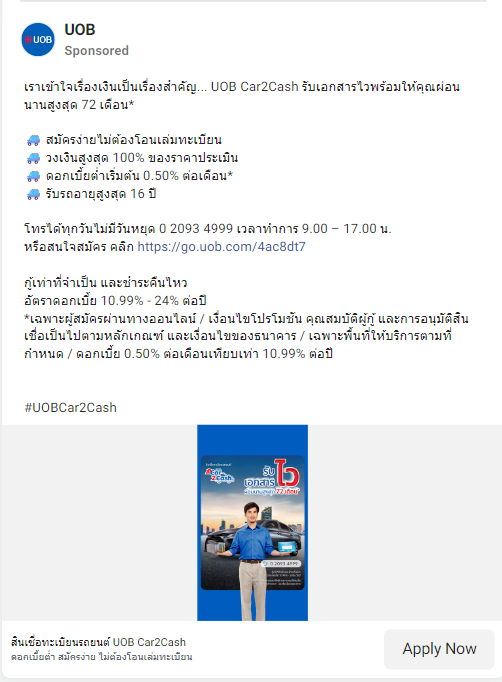 UOB
UOB
Sponsored
เราเข้าใจเรื่องเงินเป็นเรื่องสำคัญ... UOB Car2Cash รับเอกสารไวพร้อมให้คุณผ่อน
นานสูงสุด 72 เดือน*
สมัครง่ายไม่ต้องโอนเล่มทะเบียน
วงเงินสูงสุด 100% ของราคาประเมิน
ดอกเบี้ยต่ำเริ่มต้น 0.50% ต่อเดือน*
รับรถอายุสูงสุด 16 ปี
โทรได้ทุกวันไม่มีวันหยุด 0 2093 4999 เวลาทำการ 9.00 – 17.00 น.
หรือสนใจสมัคร คลิก https://go.uob.com/4ac8dt7
กู้เท่าที่จำเป็น และชำระคืนไหว
อัตราดอกเบี้ย 10.99% - 24% ต่อปี
*เฉพาะผู้สมัครผ่านทางออนไลน์ / เงื่อนไขโปรโมชัน คุณสมบัติผู้กู้ และการอนุมัติสิน
เชื่อเป็นไปตามหลักเกณฑ์ และเงื่อนไขของธนาคาร / เฉพาะพื้นที่ให้บริการตามที่
กำหนด / ดอกเบี้ย 0.50% ต่อเดือนเทียบเท่า 10.99% ต่อปี
#UOBCar2Cash
Car
2Cash
รับ
ไว
เอกสาร
ผ่อนนานสูงสุด 72 เดือน*
0 2093 4999
สินเชื่อทะเบียนรถยนต์ UOB Car2Cash
ดอกเบี้ยต่ำ สมัครง่าย ไม่ต้องโอนเล่มทะเบียน
Apply Now